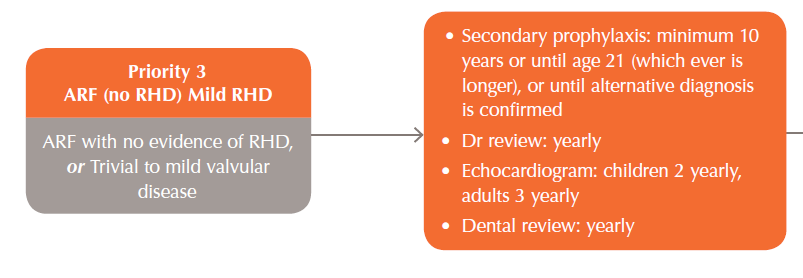 Priority 3
ARF (no RHD) Mild RHD
ARF with no evidence of RHD,
or Trivial to mild valvular
disease
• Secondary prophylaxis: minimum 10
years or until age 21 (which ever is
longer), or until alternative diagnosis
is confirmed
• Dr review: yearly
• Echocardiogram: children 2 yearly,
adults 3 yearly
• Dental review: yearly